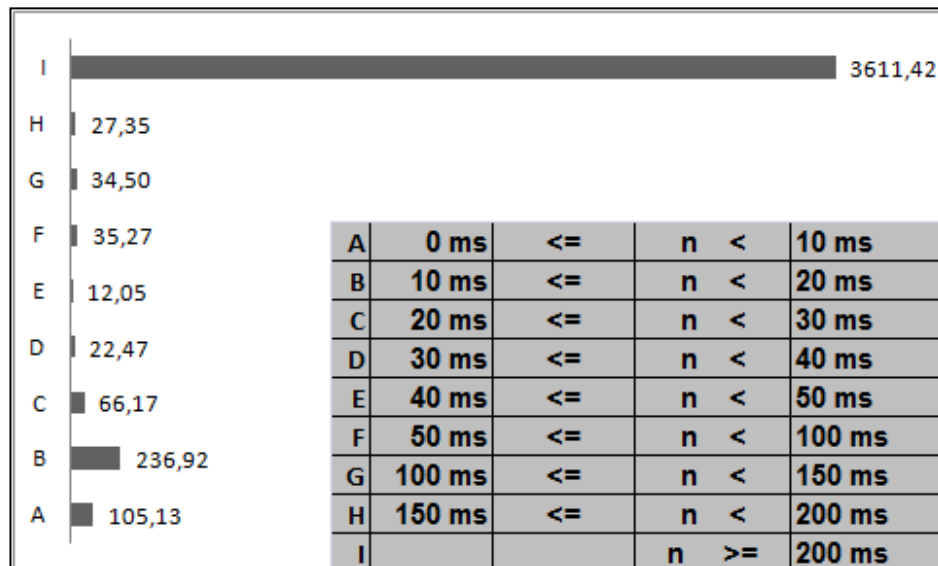 I 3611,42
H 27,35
G 34,50
F 35,27
E 12,05
D 22,47
C 66,17
B 236,92
A 105,13
A 0 ms <= n < 10 ms
B 10 ms <= n < 20 ms
C 20 ms <= n < 30 ms
D 30 ms <= n < 40 ms
E 40 ms <= n < 50 ms
F 50 ms <= n < 100 ms
G 100 ms <= n < 150 ms
H 150 ms <= n < 200 ms
I n >= 200 ms